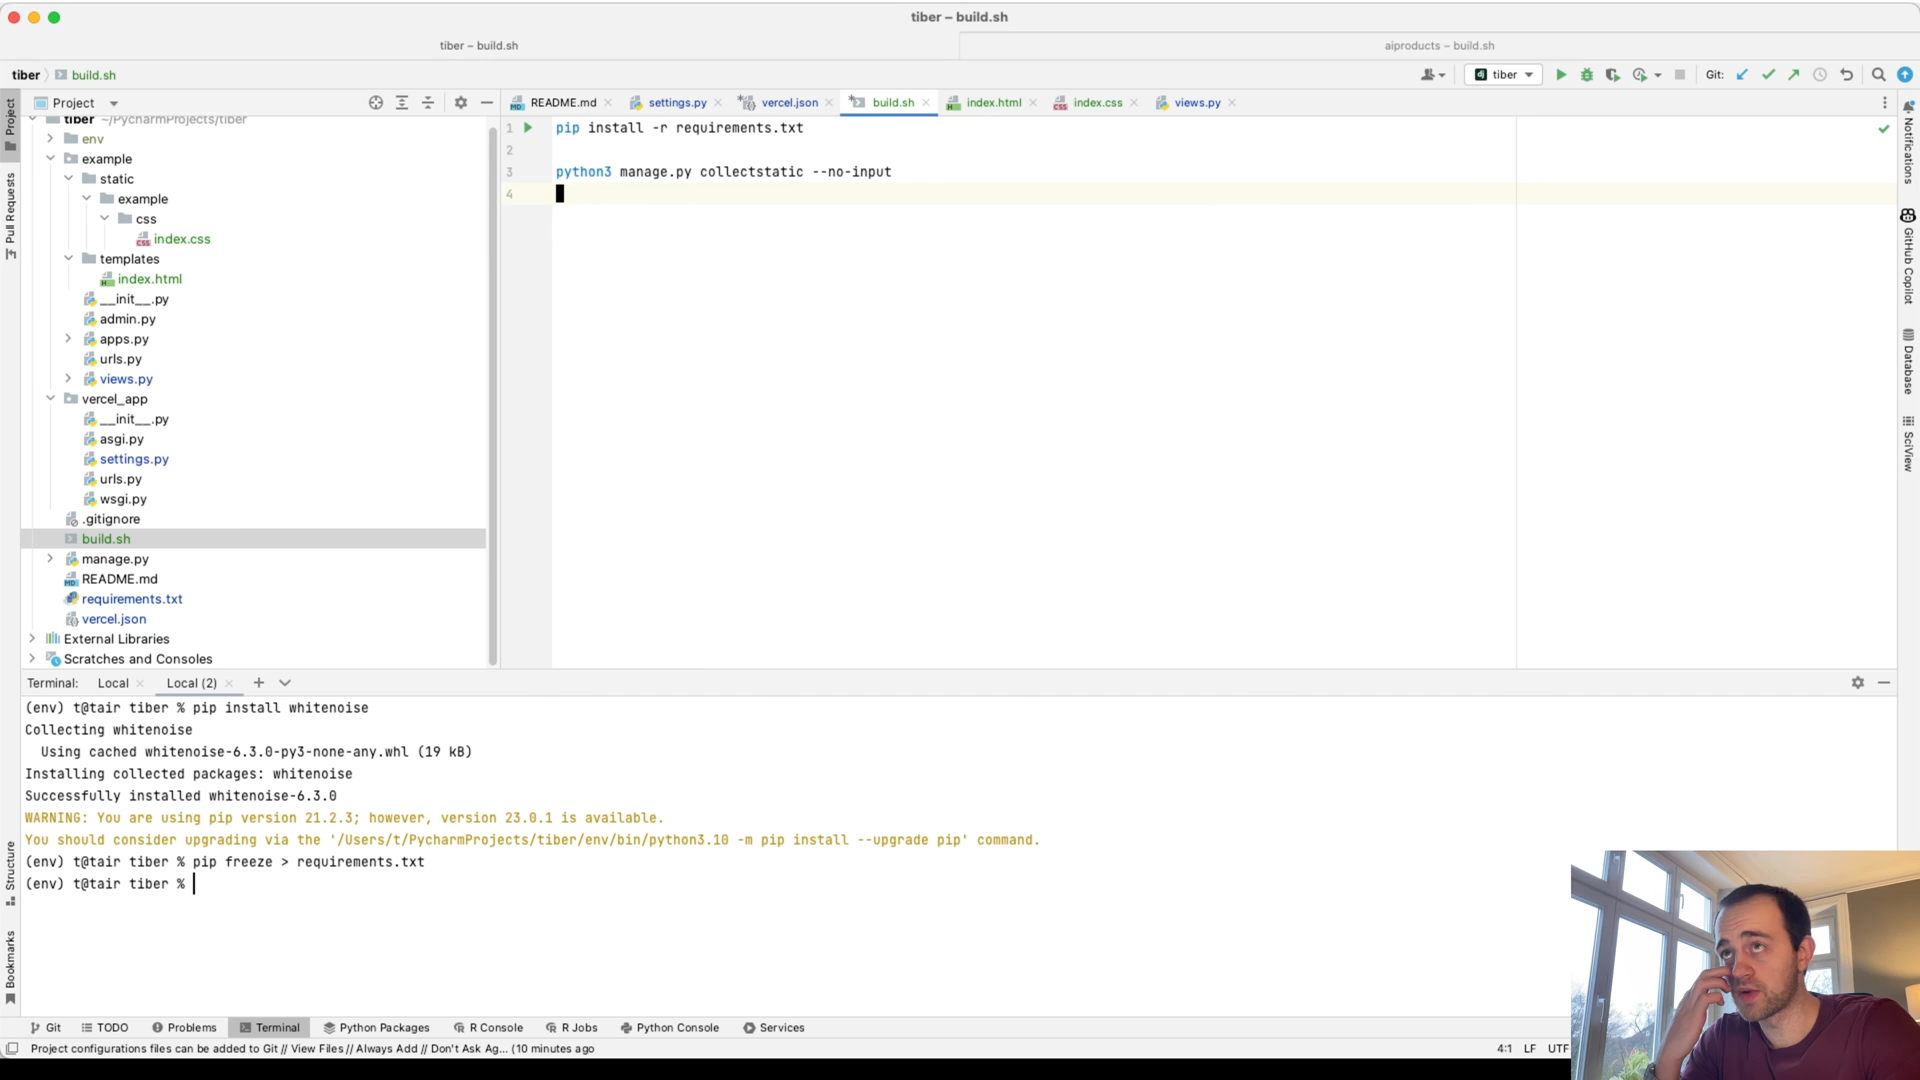 tiber – build.sh
tiber – build.sh
aiproducts – build.sh
tiber
build.sh
tiber
Git:
Project
README.md
settings.py
vercel.json
build.sh
index.html
index.css
views.py
tiber ~/PycharmProjects/tiber
env
example
static
example
css
index.css
templates
index.html
__init__.py
admin.py
apps.py
urls.py
views.py
vercel_app
__init__.py
asgi.py
settings.py
urls.py
wsgi.py
.gitignore
build.sh
manage.py
README.md
requirements.txt
vercel.json
External Libraries
Scratches and Consoles
1 pip install -r requirements.txt
2
3 python3 manage.py collectstatic --no-input
4
Project
Pull Requests
Structure
Bookmarks
Notifications
GitHub Copilot
Database
SciView
Terminal:
Local
Local (2)
(env) t@tair tiber % pip install whitenoise
Collecting whitenoise
Using cached whitenoise-6.3.0-py3-none-any.whl (19 kB)
Installing collected packages: whitenoise
Successfully installed whitenoise-6.3.0
WARNING: You are using pip version 21.2.3; however, version 23.0.1 is available.
You should consider upgrading via the '/Users/t/PycharmProjects/tiber/env/bin/python3.10 -m pip install --upgrade pip' command.
(env) t@tair tiber % pip freeze > requirements.txt
(env) t@tair tiber %
Git
TODO
Problems
Terminal
Python Packages
R Console
R Jobs
Python Console
Services
Project configurations files can be added to Git // View Files // Always Add // Don't Ask Ag... (10 minutes ago
4:1
LF
UTF